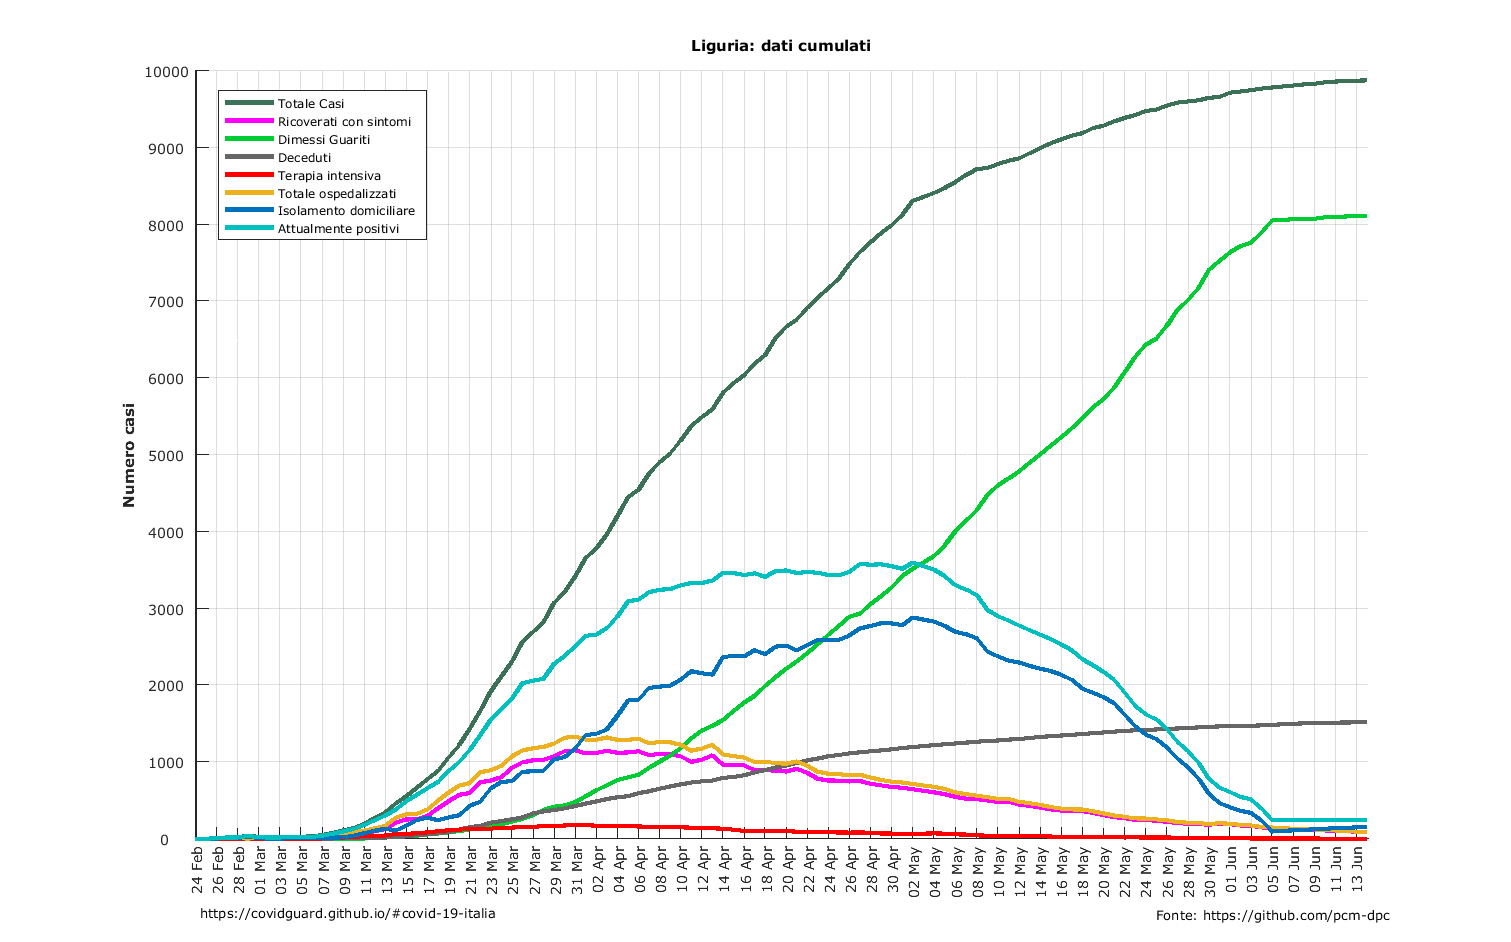 Liguria: dati cumulati
10000
9000
8000
7000
6000
5000
4000
3000
2000
1000
0
Numero casi
Totale Casi
Ricoverati con sintomi
Dimessi Guariti
Deceduti
Terapia intensiva
Totale ospedalizzati
Isolamento domiciliare
Attualmente positivi
24 Feb
26 Feb
28 Feb
01 Mar
03 Mar
05 Mar
07 Mar
09 Mar
11 Mar
13 Mar
15 Mar
17 Mar
19 Mar
21 Mar
23 Mar
25 Mar
27 Mar
29 Mar
31 Mar
02 Apr
04 Apr
06 Apr
08 Apr
10 Apr
12 Apr
14 Apr
16 Apr
18 Apr
20 Apr
22 Apr
24 Apr
26 Apr
28 Apr
30 Apr
02 May
04 May
06 May
08 May
10 May
12 May
14 May
16 May
18 May
20 May
22 May
24 May
26 May
28 May
30 May
01 Jun
03 Jun
05 Jun
07 Jun
09 Jun
11 Jun
13 Jun
https://covidguard.github.io/#covid-19-italia
Fonte: https://github.com/pcm-dpc